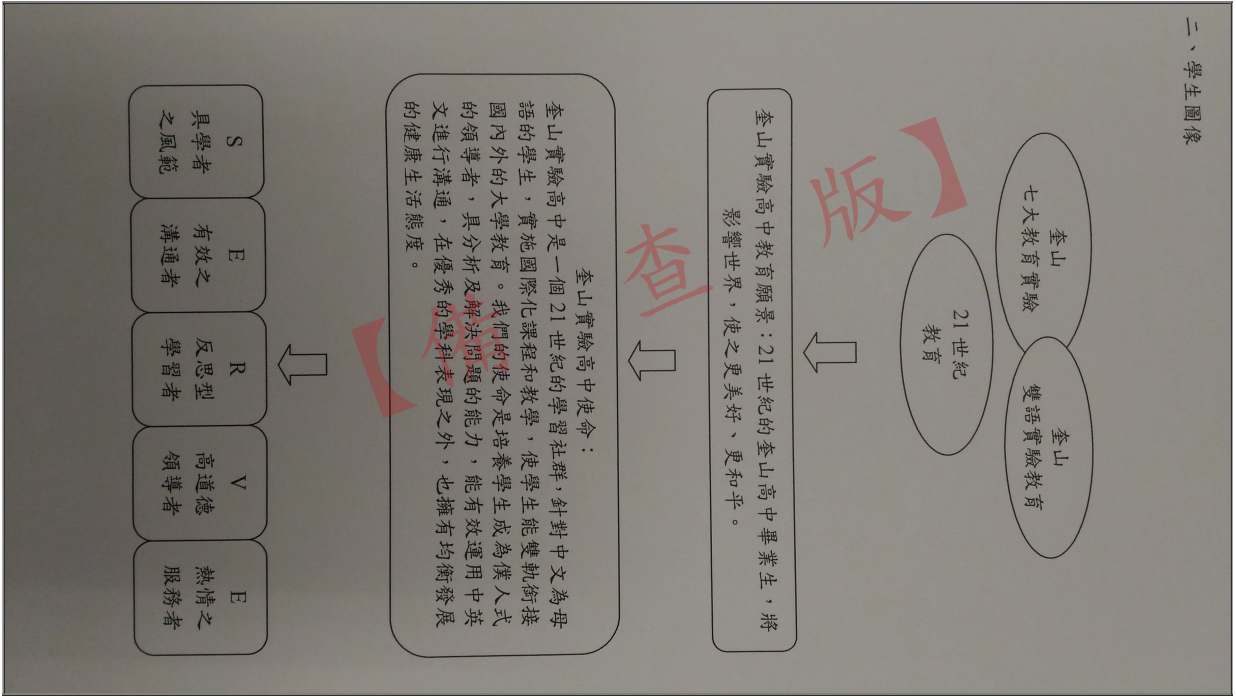 二、學生圖像
奎山
七大教育實驗
奎山
雙語實驗教育
21世紀
教育
奎山實驗高中教育願景：21世紀的奎山高中畢業生，將
影響世界，使之更美好、更和平。
奎山實驗高中使命：
奎山實驗高中是一個21世紀的學習社群，針對中文為母
語的學生，實施國際化課程和教學，使學生能雙軌銜接
國內外的大學教育。我們的使命是培養學生成為僕人式
的領導者，具分析及解決問題的能力，能有效運用中英
文進行溝通，在優秀的學科表現之外，也擁有均衡發展
的健康生活態度。
S
具學者
之風範
E
有效之
溝通者
R
反思型
學習者
V
高道德
領導者
E
熱情之
服務者
【備查版】